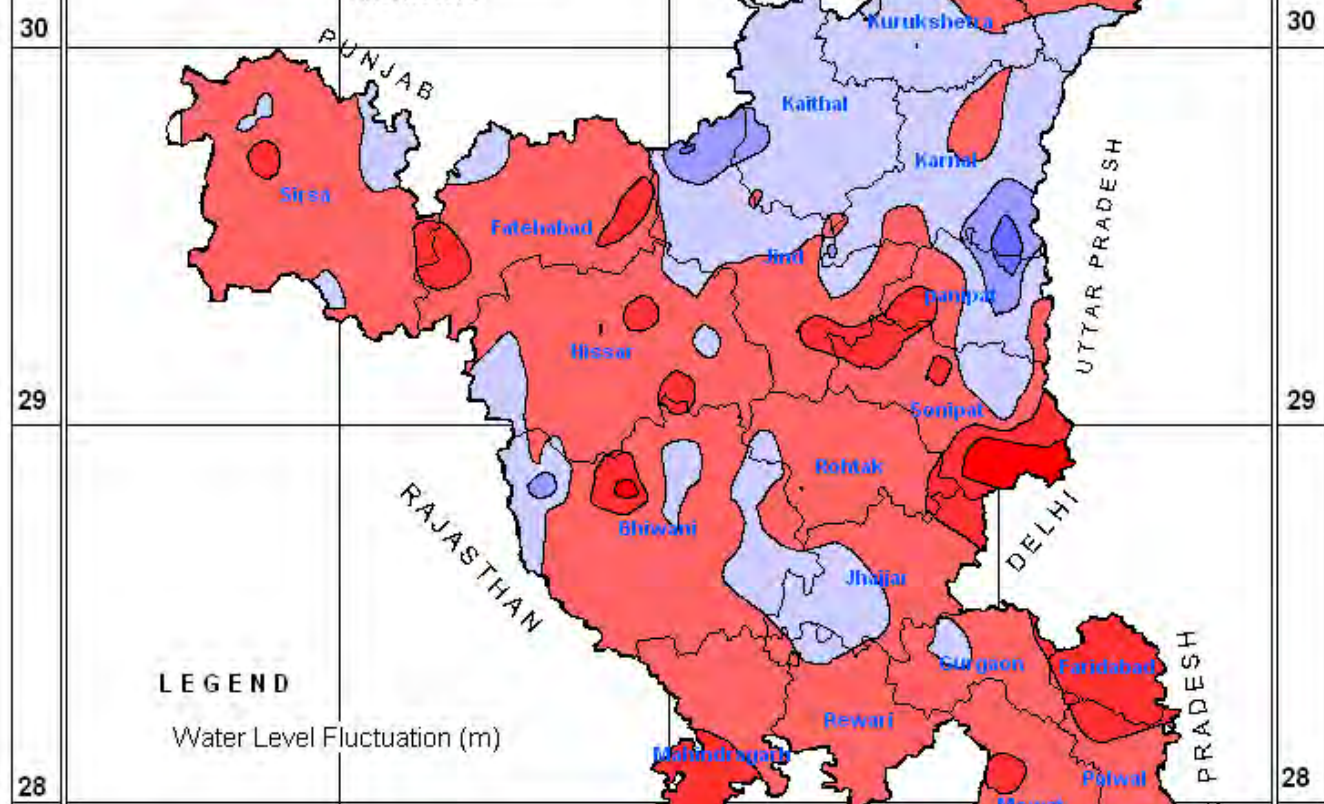 30
30
PUNJAB
Kurukshetra
Kaithal
Karnal
UTTAR PRADESH
Sirsa
Fatehabad
Jind
panipat
Hissar
29
29
Sonipat
Rohtak
RAJASTHAN
Bhiwani
DELHI
Jhajjar
Gurgaon
Faridabad
PRADESH
LEGEND
Rewari
Water Level Fluctuation (m)
Mahendragarh
28
28
Palwal